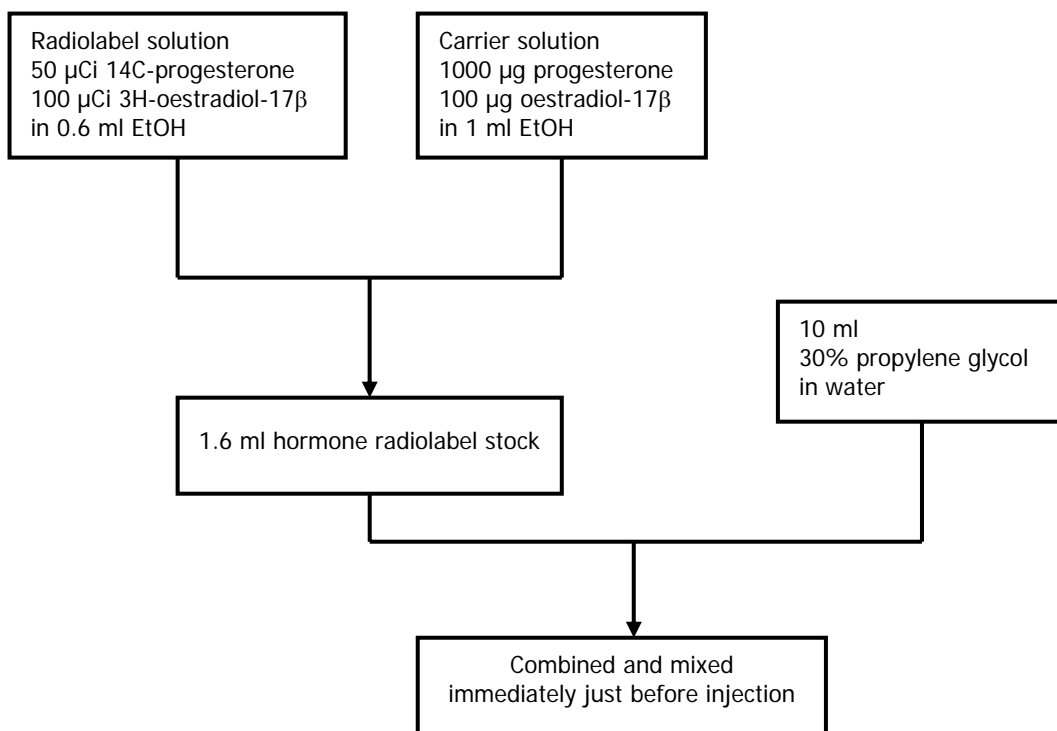 Radiolabel solution
50 µCi 14C-progesterone
100 µCi 3H-oestradiol-17β
in 0.6 ml EtOH
Carrier solution
1000 µg progesterone
100 µg oestradiol-17β
in 1 ml EtOH
10 ml
30% propylene glycol
in water
1.6 ml hormone radiolabel stock
Combined and mixed
immediately just before injection